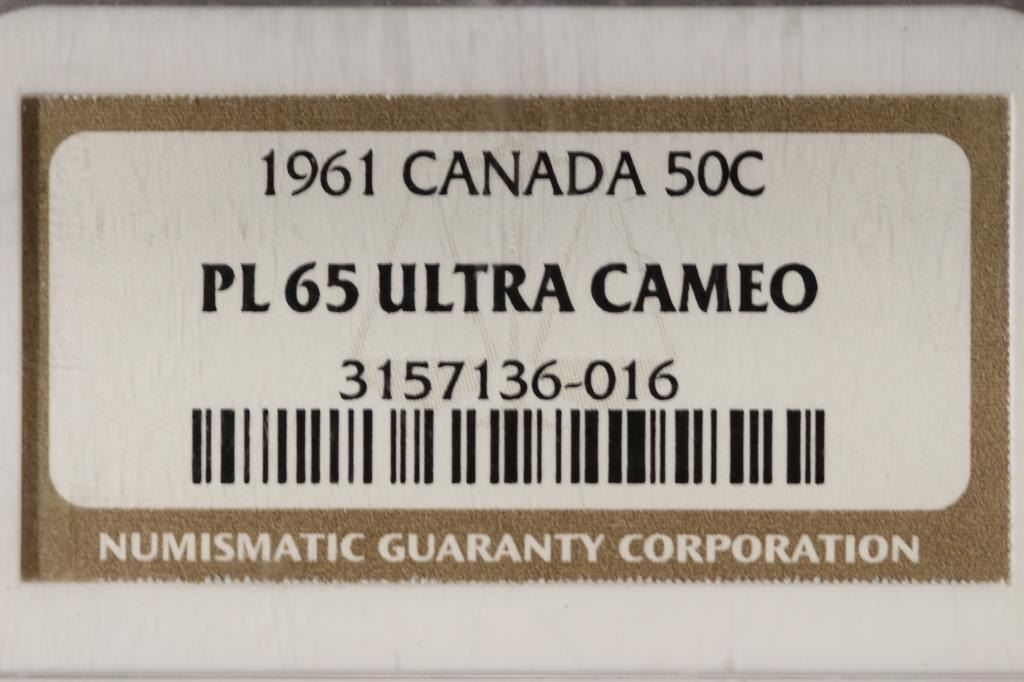 1961 CANADA 50C
PL 65 ULTRA CAMEO
3157136-016
NUMISMATIC GUARANTY CORPORATION